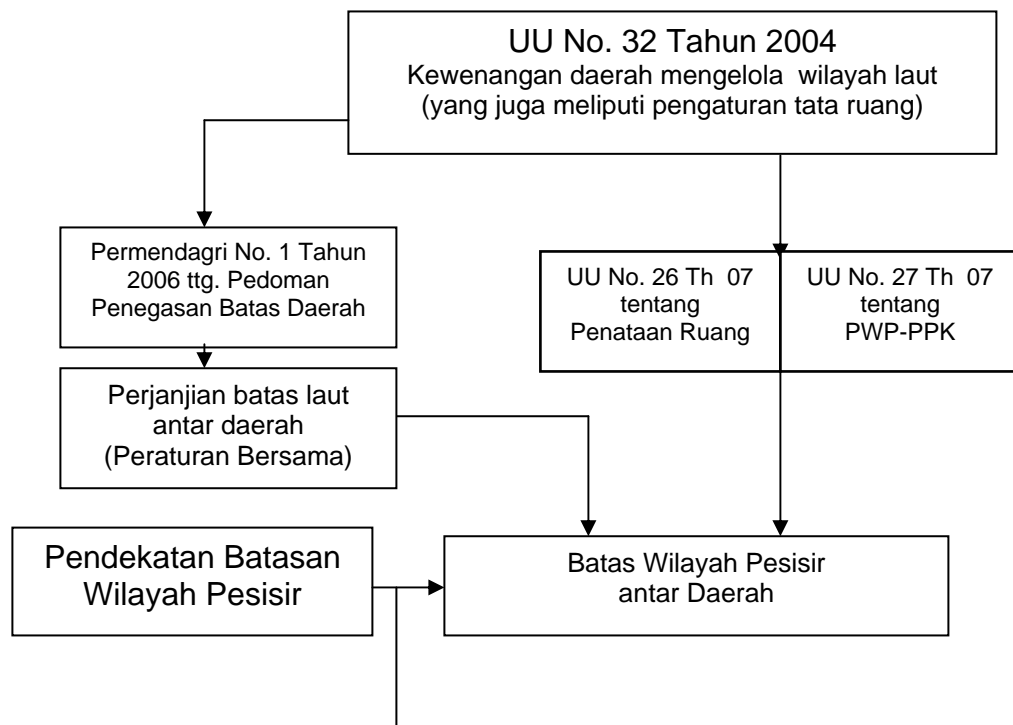 UU No. 32 Tahun 2004
Kewenangan daerah mengelola wilayah laut
(yang juga meliputi pengaturan tata ruang)
Permendagri No. 1 Tahun
2006 ttg. Pedoman
Penegasan Batas Daerah
UU No. 26 Th 07
tentang
Penataan Ruang
UU No. 27 Th 07
tentang
PWP-PPK
Perjanjian batas laut
antar daerah
(Peraturan Bersama)
Pendekatan Batasan
Wilayah Pesisir
Batas Wilayah Pesisir
antar Daerah